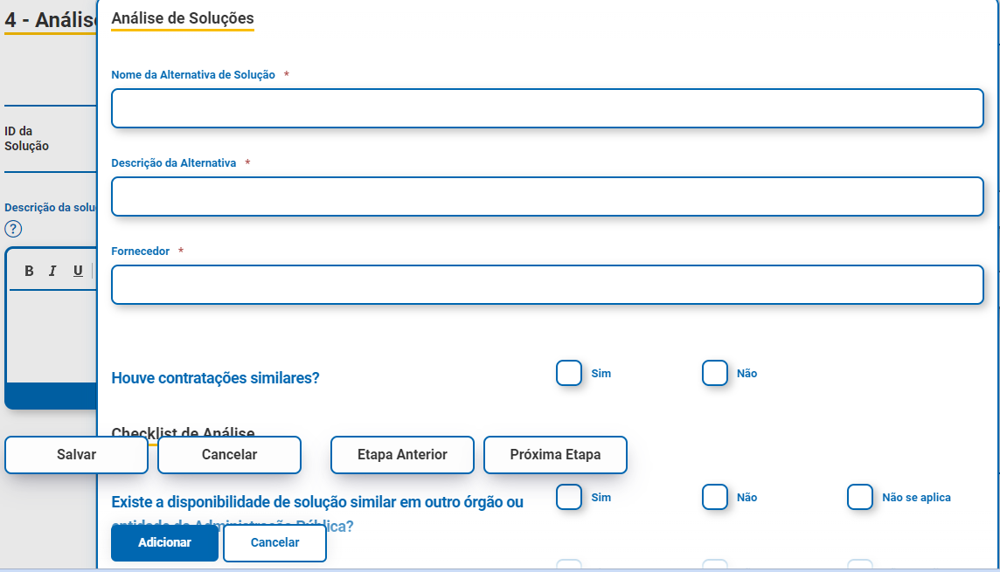 4 - Anális
Análise de Soluções
Nome da Alternativa de Solução *
ID da
Solução
Descrição da Alternativa *
Descrição da solu
?
Fornecedor *
B I U
Houve contratações similares? Sim Não
Checklist de Análise
Salvar Cancelar Etapa Anterior Próxima Etapa
Existe a disponibilidade de solução similar em outro órgão ou Sim Não Não se aplica
entidade da Administração Pública?
Adicionar Cancelar